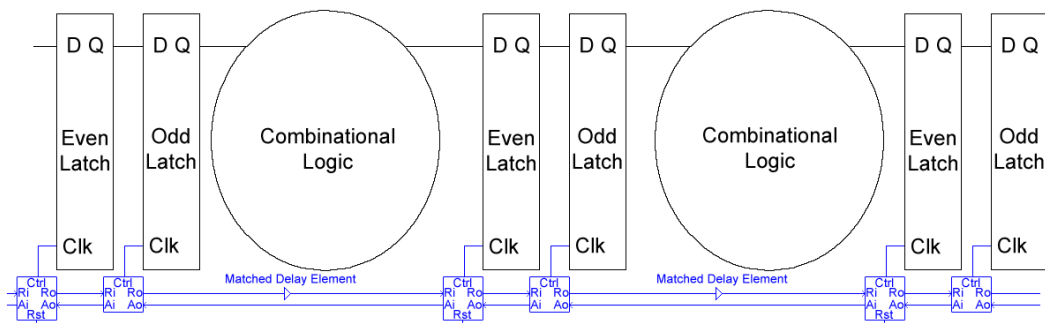 D Q
D Q
D Q
D Q
D Q
D Q
Even
Latch
Odd
Latch
Combinational
Logic
Even
Latch
Odd
Latch
Combinational
Logic
Even
Latch
Odd
Latch
Clk
Clk
Clk
Clk
Clk
Clk
Matched Delay Element
Matched Delay Element
Ctrl
Ri Ro
Ai Ao
Rst
Ctrl
Ri Ro
Ai Ao
Ctrl
Ri Ro
Ai Ao
Rst
Ctrl
Ri Ro
Ai Ao
Ctrl
Ri Ro
Ai Ao
Rst
Ctrl
Ri Ro
Ai Ao